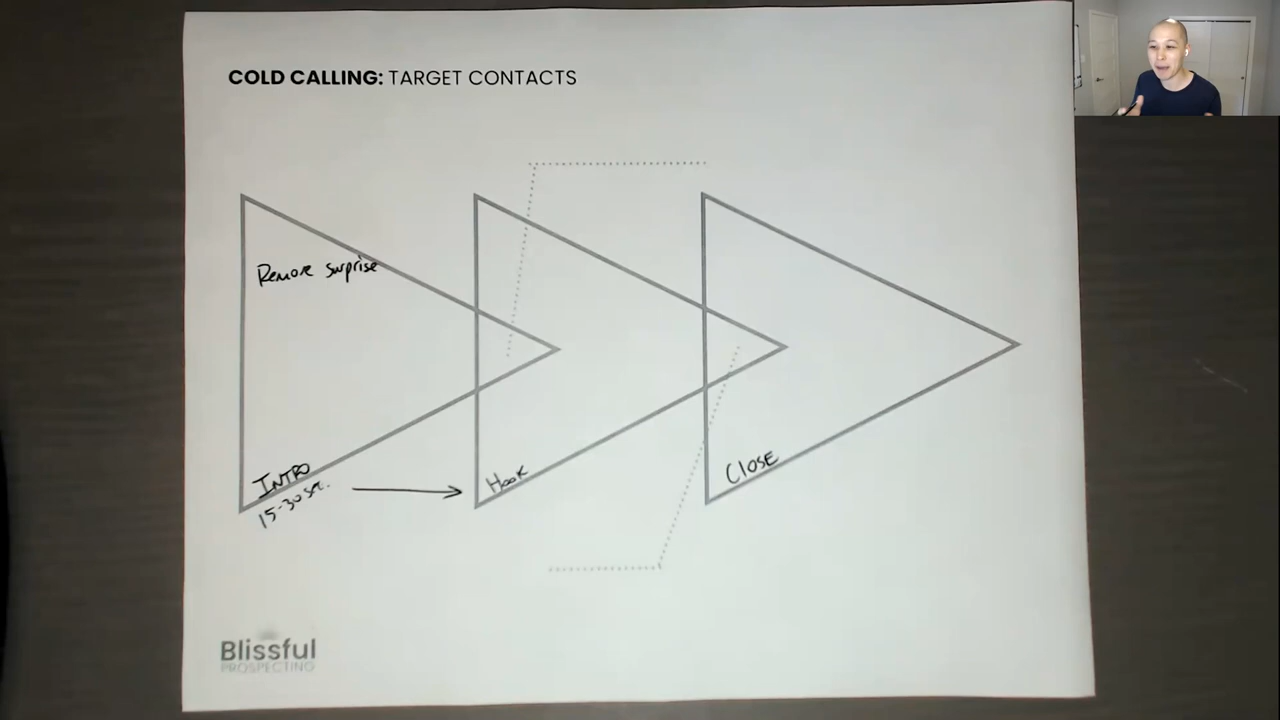 COLD CALLING: TARGET CONTACTS
Remove surprise
INTRO
15-30 sec.
Hook
CLOSE
Blissful
PROSPECTING